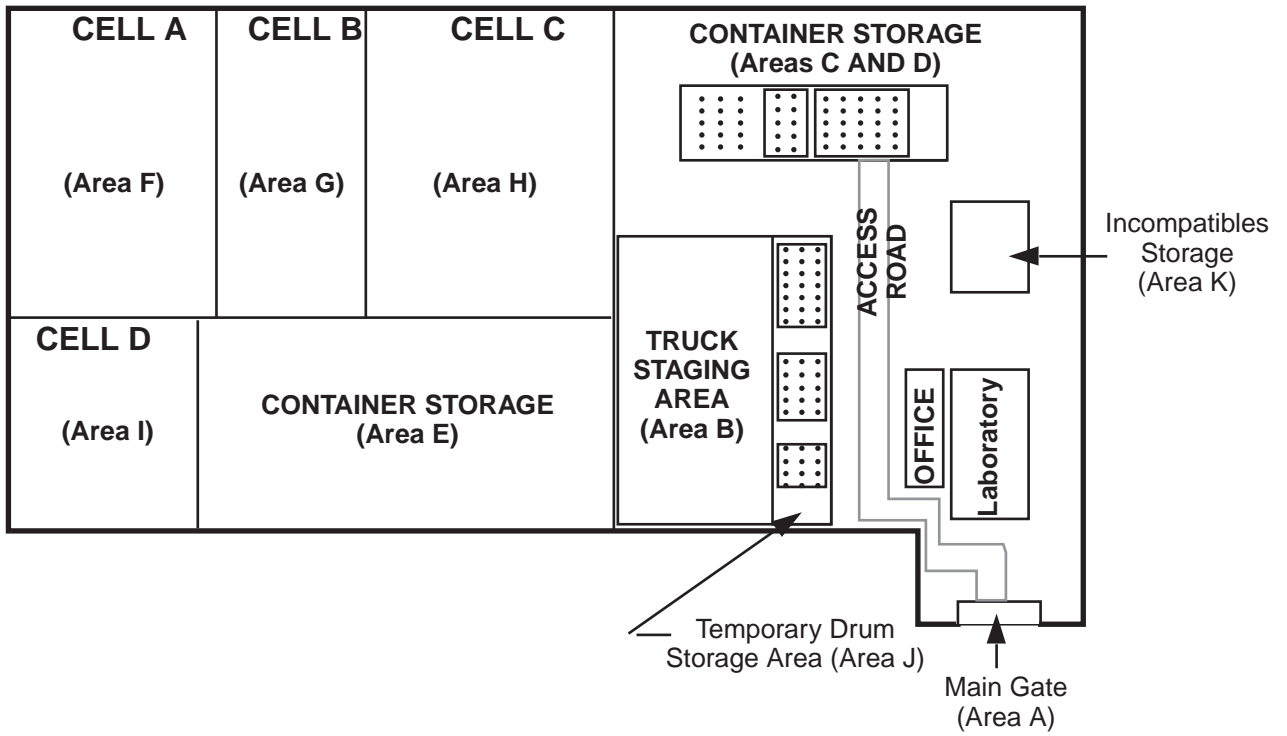 CELL A
CELL B
CELL C
CONTAINER STORAGE
(Areas C AND D)
(Area F)
(Area G)
(Area H)
ACCESS
ROAD
Incompatibles
Storage
(Area K)
CELL D
TRUCK
STAGING
AREA
(Area B)
CONTAINER STORAGE
(Area E)
(Area I)
OFFICE
Laboratory
Temporary Drum
Storage Area (Area J)
Main Gate
(Area A)